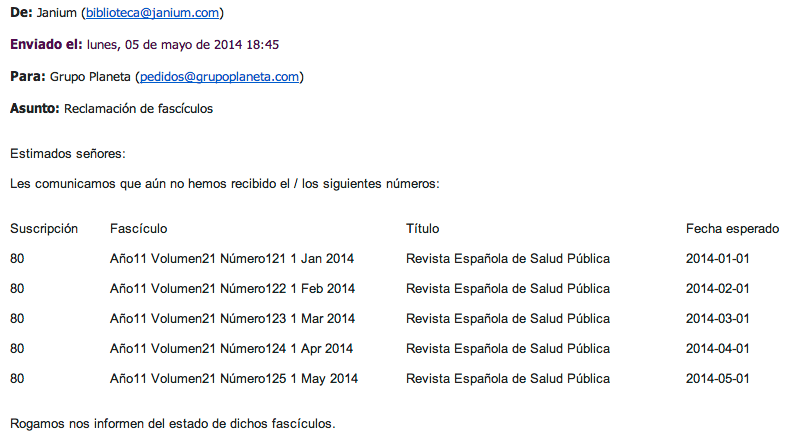 De: Janium (biblioteca@janium.com)
Enviado el: lunes, 05 de mayo de 2014 18:45
Para: Grupo Planeta (pedidos@grupoplaneta.com)
Asunto: Reclamación de fascículos
Estimados señores:
Les comunicamos que aún no hemos recibido el / los siguientes números:
Suscripción Fascículo Título Fecha esperado
80 Año11 Volumen21 Número121 1 Jan 2014 Revista Española de Salud Pública 2014-01-01
80 Año11 Volumen21 Número122 1 Feb 2014 Revista Española de Salud Pública 2014-02-01
80 Año11 Volumen21 Número123 1 Mar 2014 Revista Española de Salud Pública 2014-03-01
80 Año11 Volumen21 Número124 1 Apr 2014 Revista Española de Salud Pública 2014-04-01
80 Año11 Volumen21 Número125 1 May 2014 Revista Española de Salud Pública 2014-05-01
Rogamos nos informen del estado de dichos fascículos.